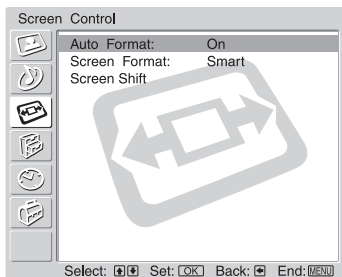 Screen Control
Auto Format: On
Screen Format: Smart
Screen Shift
Select: Set: OK Back: End: MENU